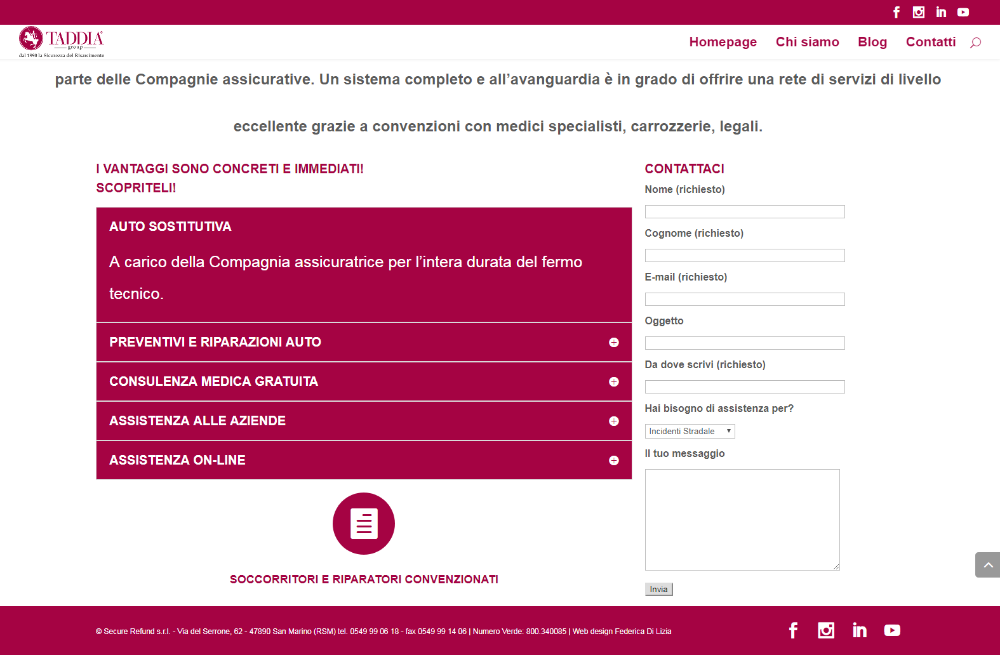 TADDIA
group
dal 1990 la Sicurezza del Risarcimento
Homepage
Chi siamo
Blog
Contatti
parte delle Compagnie assicurative. Un sistema completo e all’avanguardia è in grado di offrire una rete di servizi di livello
eccellente grazie a convenzioni con medici specialisti, carrozzerie, legali.
I VANTAGGI SONO CONCRETI E IMMEDIATI!
SCOPRITELI!
AUTO SOSTITUTIVA
A carico della Compagnia assicuratrice per l’intera durata del fermo
tecnico.
PREVENTIVI E RIPARAZIONI AUTO
CONSULENZA MEDICA GRATUITA
ASSISTENZA ALLE AZIENDE
ASSISTENZA ON-LINE
SOCCORRITORI E RIPARATORI CONVENZIONATI
CONTATTACI
Nome (richiesto)
Cognome (richiesto)
E-mail (richiesto)
Oggetto
Da dove scrivi (richiesto)
Hai bisogno di assistenza per?
Incidenti Stradale
Il tuo messaggio
Invia
© Secure Refund s.r.l. - Via del Serrone, 62 - 47890 San Marino (RSM) tel. 0549 99 06 18 - fax 0549 99 14 06 | Numero Verde: 800.340085 | Web design Federica Di Lizia